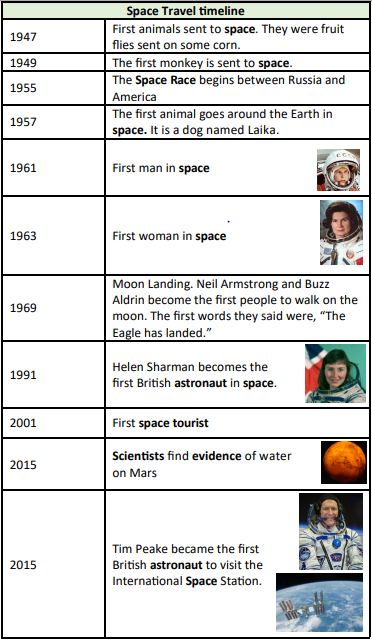 Space Travel timeline
1947
First animals sent to space. They were fruit
flies sent on some corn.
1949
The first monkey is sent to space.
1955
The Space Race begins between Russia and
America
1957
The first animal goes around the Earth in
space. It is a dog named Laika.
1961
First man in space
1963
First woman in space
1969
Moon Landing. Neil Armstrong and Buzz
Aldrin become the first people to walk on the
moon. The first words they said were, “The
Eagle has landed.”
1991
Helen Sharman becomes the
first British astronaut in space.
2001
First space tourist
2015
Scientists find evidence of water
on Mars
2015
Tim Peake became the first
British astronaut to visit the
International Space Station.